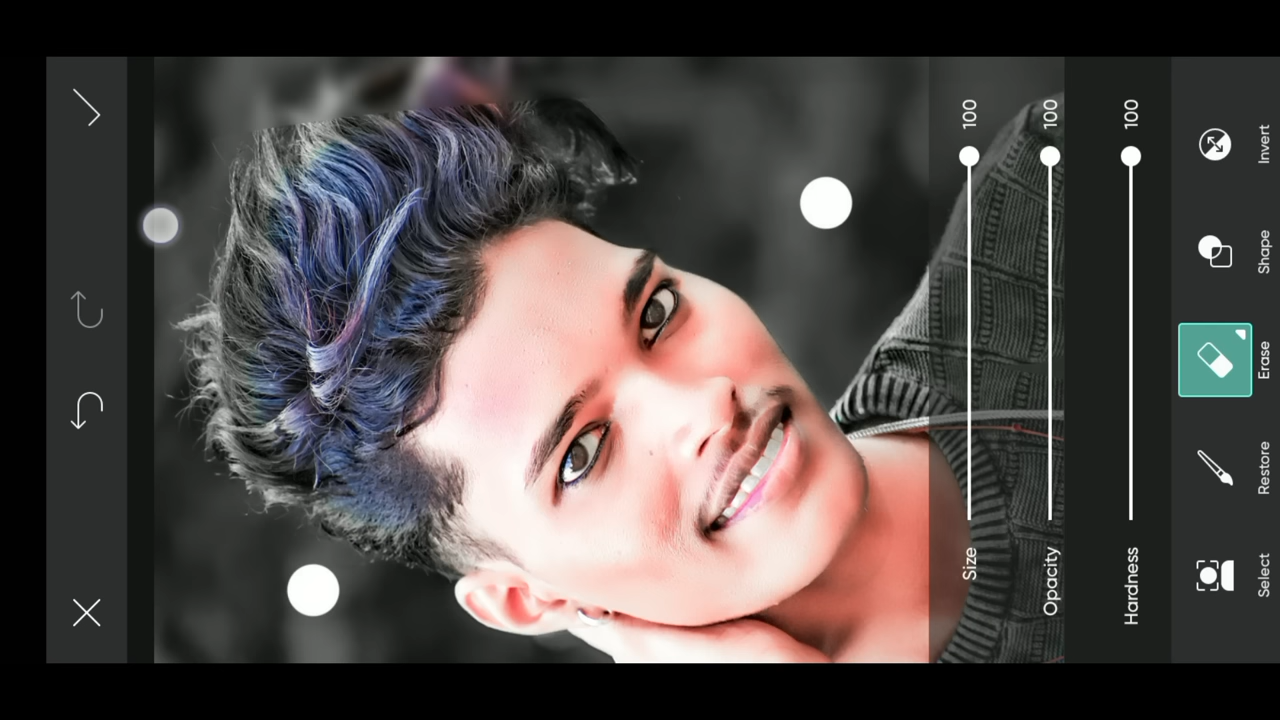 Size
100
Opacity
100
Hardness
100
Select
Restore
Erase
Shape
Invert